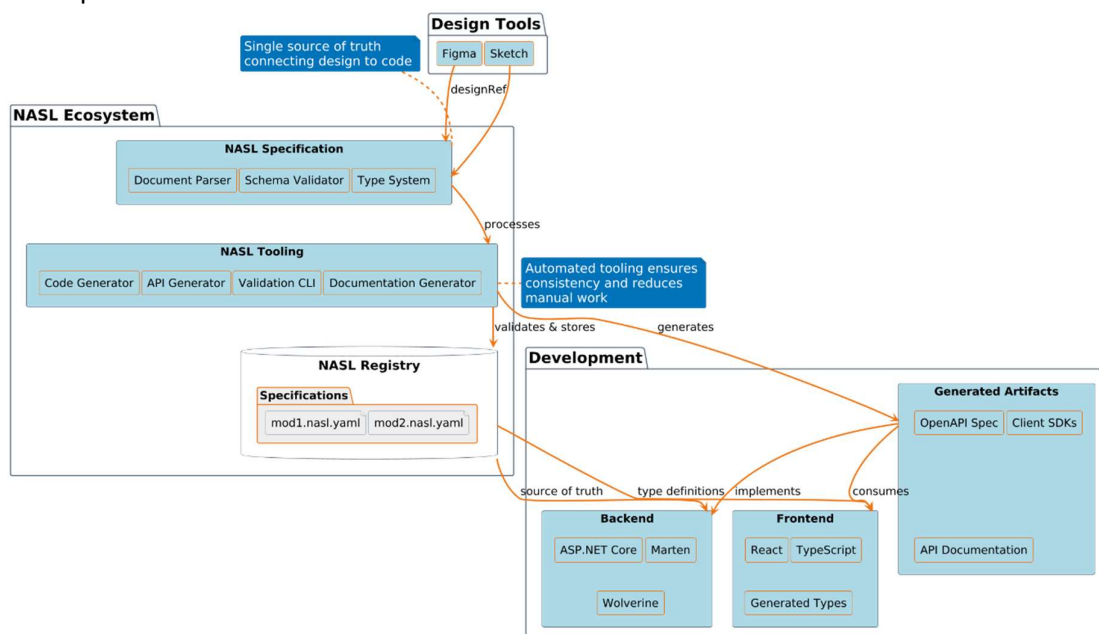 Design Tools
Figma
Sketch
Single source of truth
connecting design to code
designRef
NASL Ecosystem
NASL Specification
Document Parser
Schema Validator
Type System
processes
NASL Tooling
Code Generator
API Generator
Validation CLI
Documentation Generator
Automated tooling ensures
consistency and reduces
manual work
validates & stores
generates
NASL Registry
Specifications
mod1.nasl.yaml
mod2.nasl.yaml
Development
Generated Artifacts
OpenAPI Spec
Client SDKs
API Documentation
source of truth
type definitions
implements
consumes
Backend
ASP.NET Core
Marten
Wolverine
Frontend
React
TypeScript
Generated Types